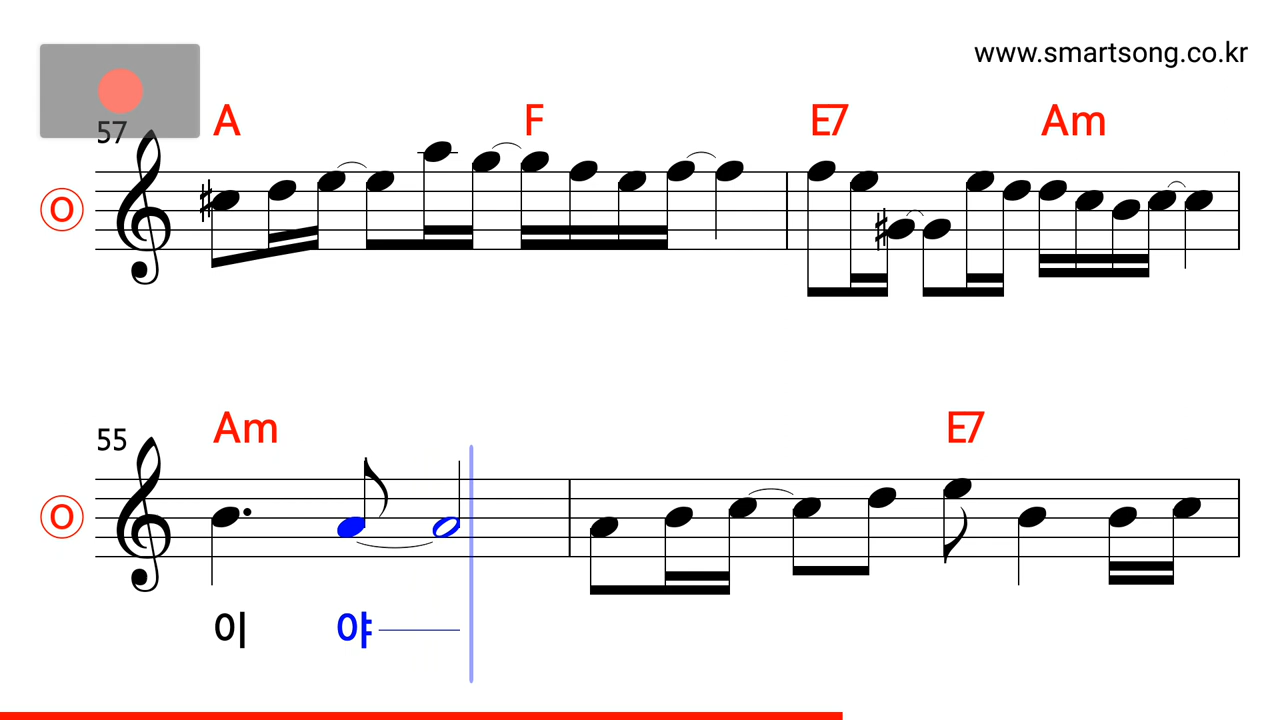 www.smartsong.co.kr
57 A F E7 Am
O
55 Am E7
O
이 야